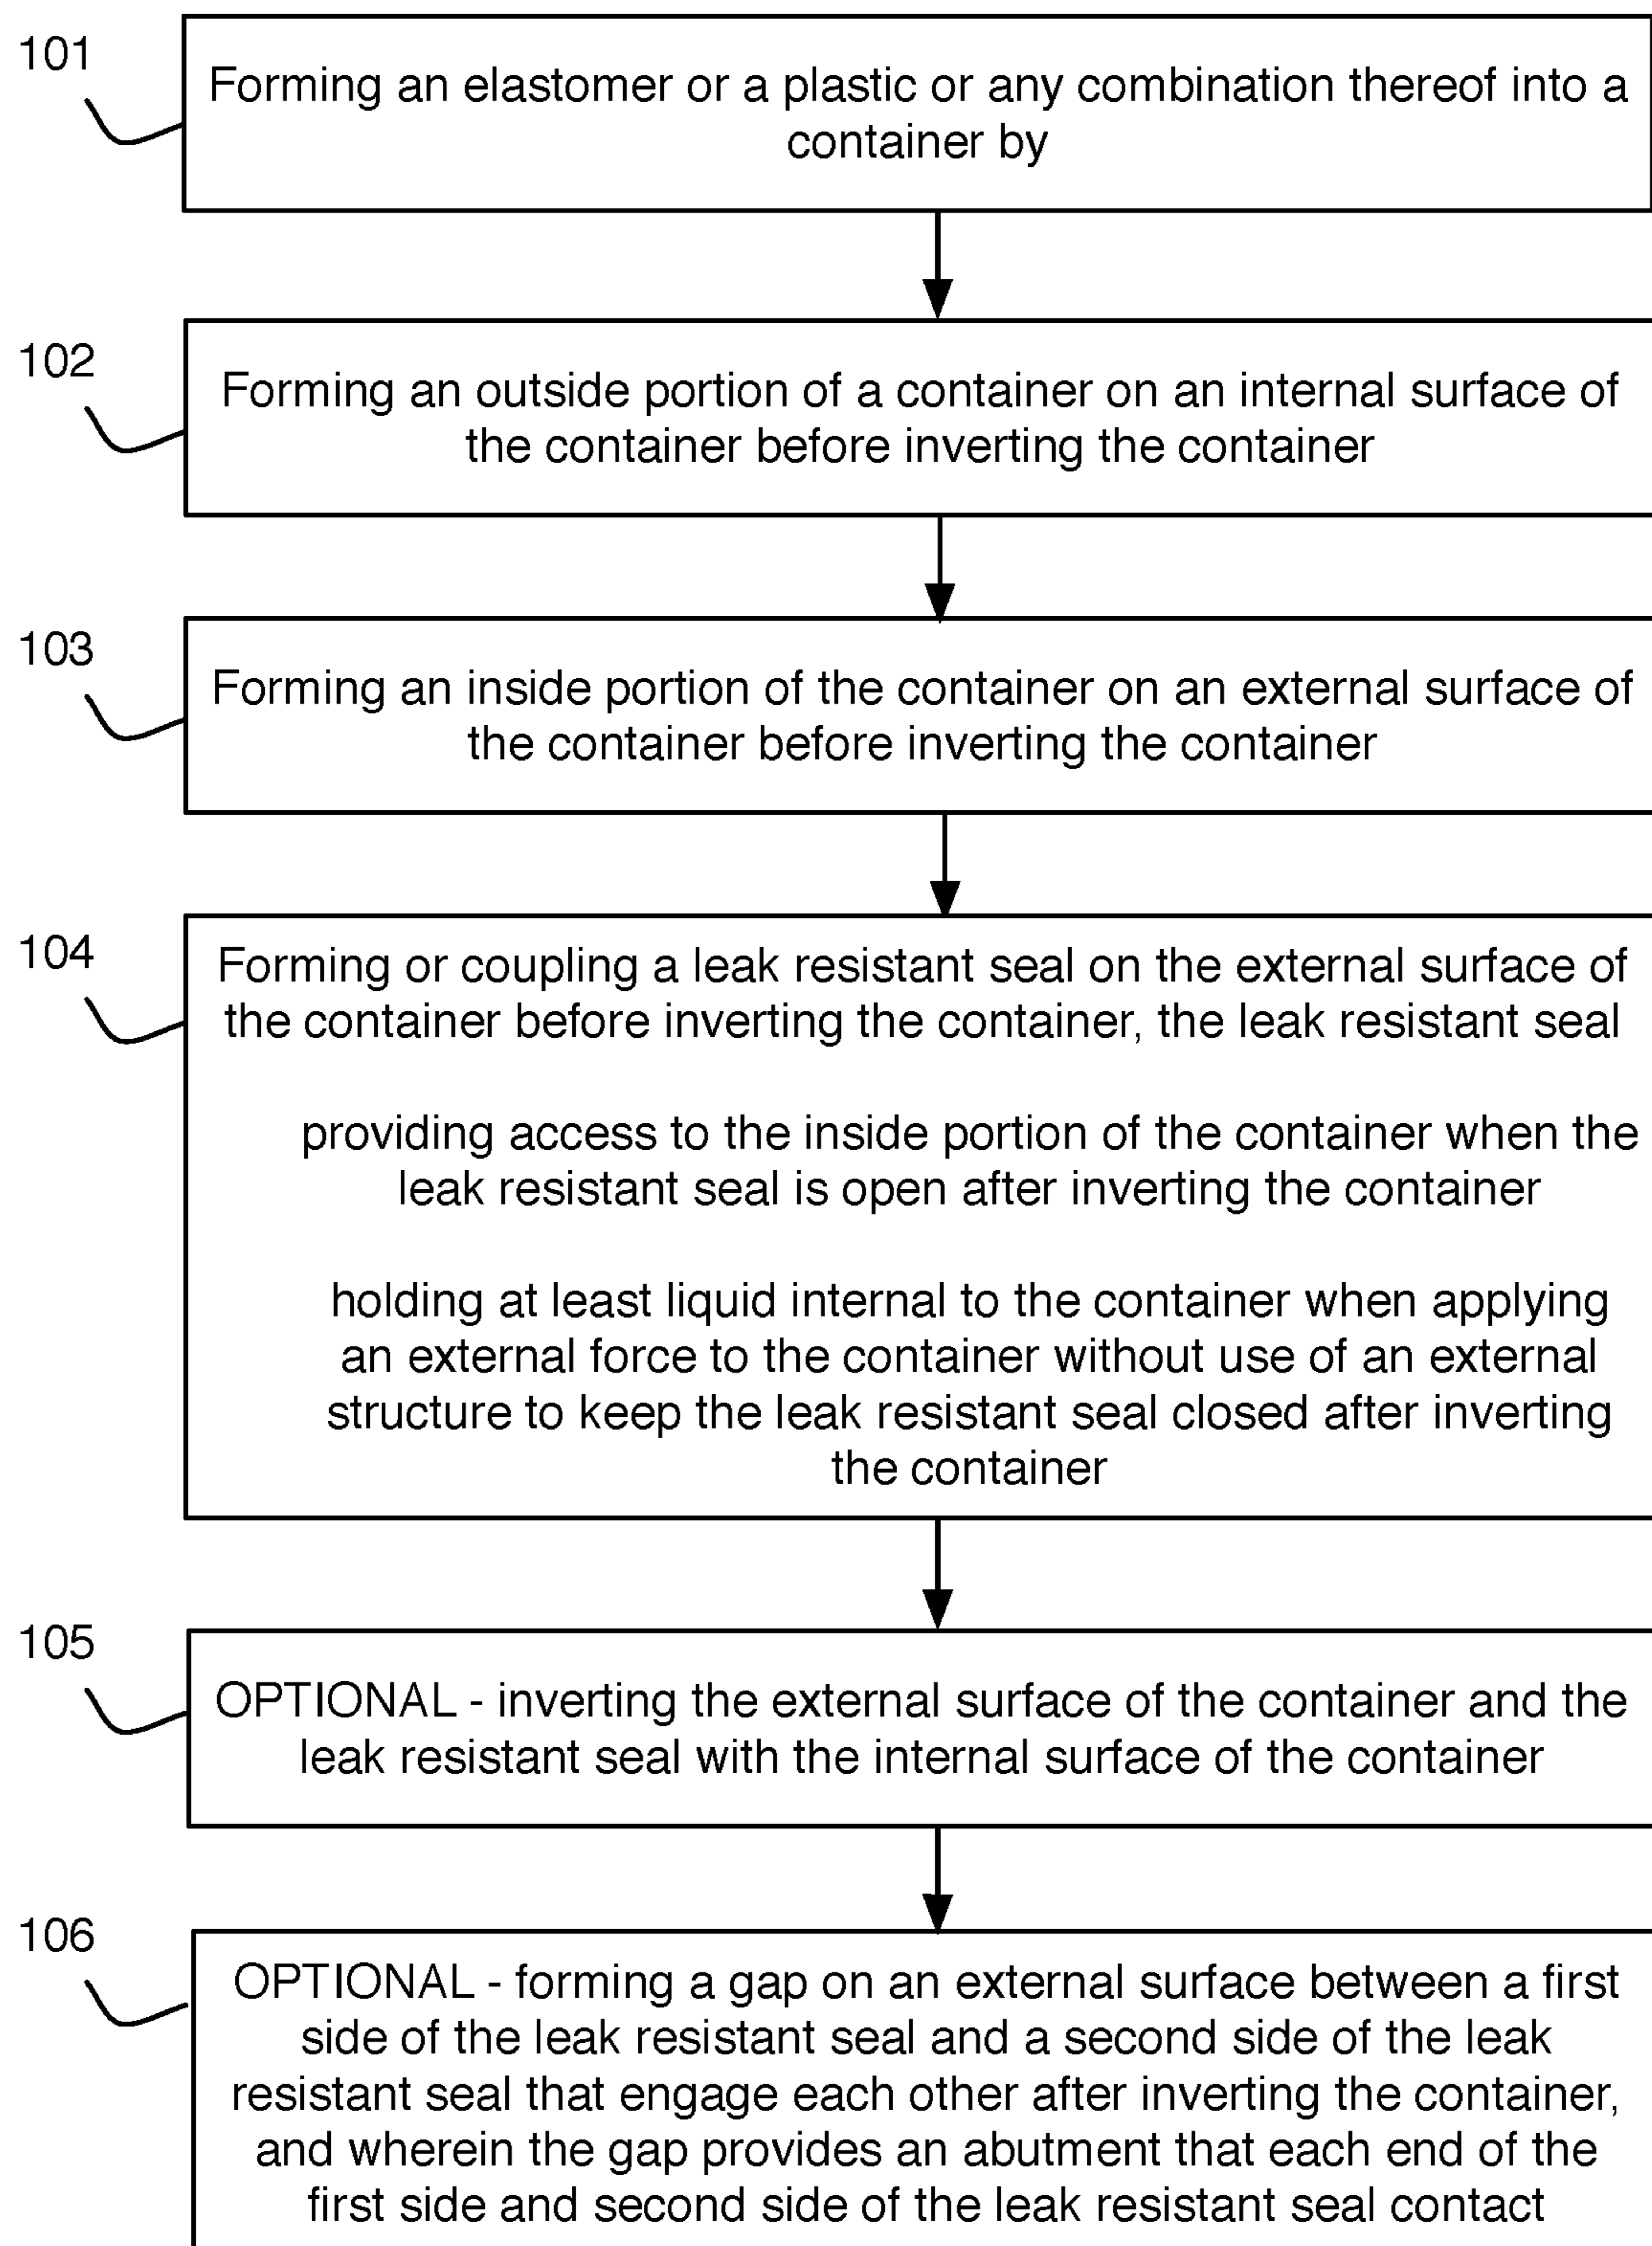 101
Forming an elastomer or a plastic or any combination thereof into a
container by
102
Forming an outside portion of a container on an internal surface of
the container before inverting the container
103
Forming an inside portion of the container on an external surface of
the container before inverting the container
104
Forming or coupling a leak resistant seal on the external surface of
the container before inverting the container, the leak resistant seal
providing access to the inside portion of the container when the
leak resistant seal is open after inverting the container
holding at least liquid internal to the container when applying
an external force to the container without use of an external
structure to keep the leak resistant seal closed after inverting
the container
105
OPTIONAL - inverting the external surface of the container and the
leak resistant seal with the internal surface of the container
106
OPTIONAL - forming a gap on an external surface between a first
side of the leak resistant seal and a second side of the leak
resistant seal that engage each other after inverting the container,
and wherein the gap provides an abutment that each end of the
first side and second side of the leak resistant seal contact